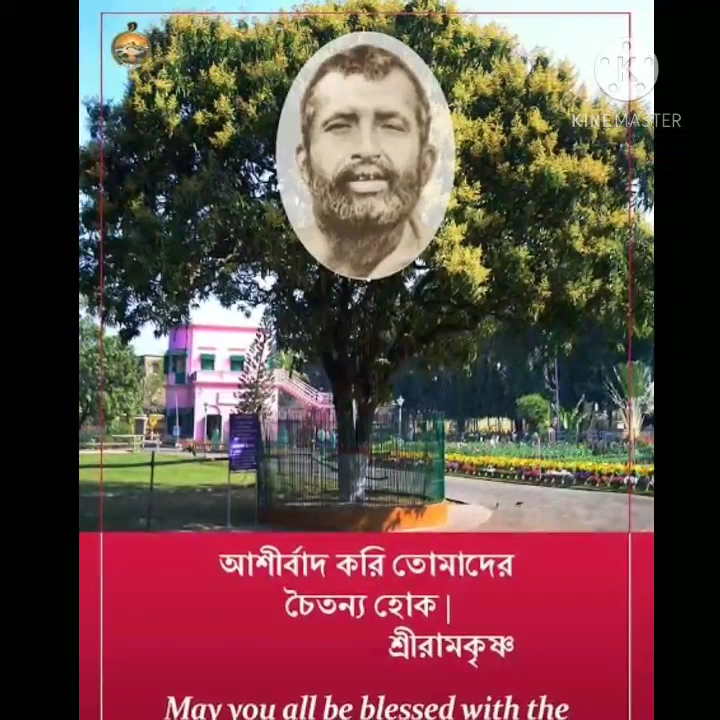 KINEMASTER
আশীর্বাদ করি তোমাদের
চৈতন্য হোক|
শ্রীরামকৃষ্ণ
May you all be blessed with the